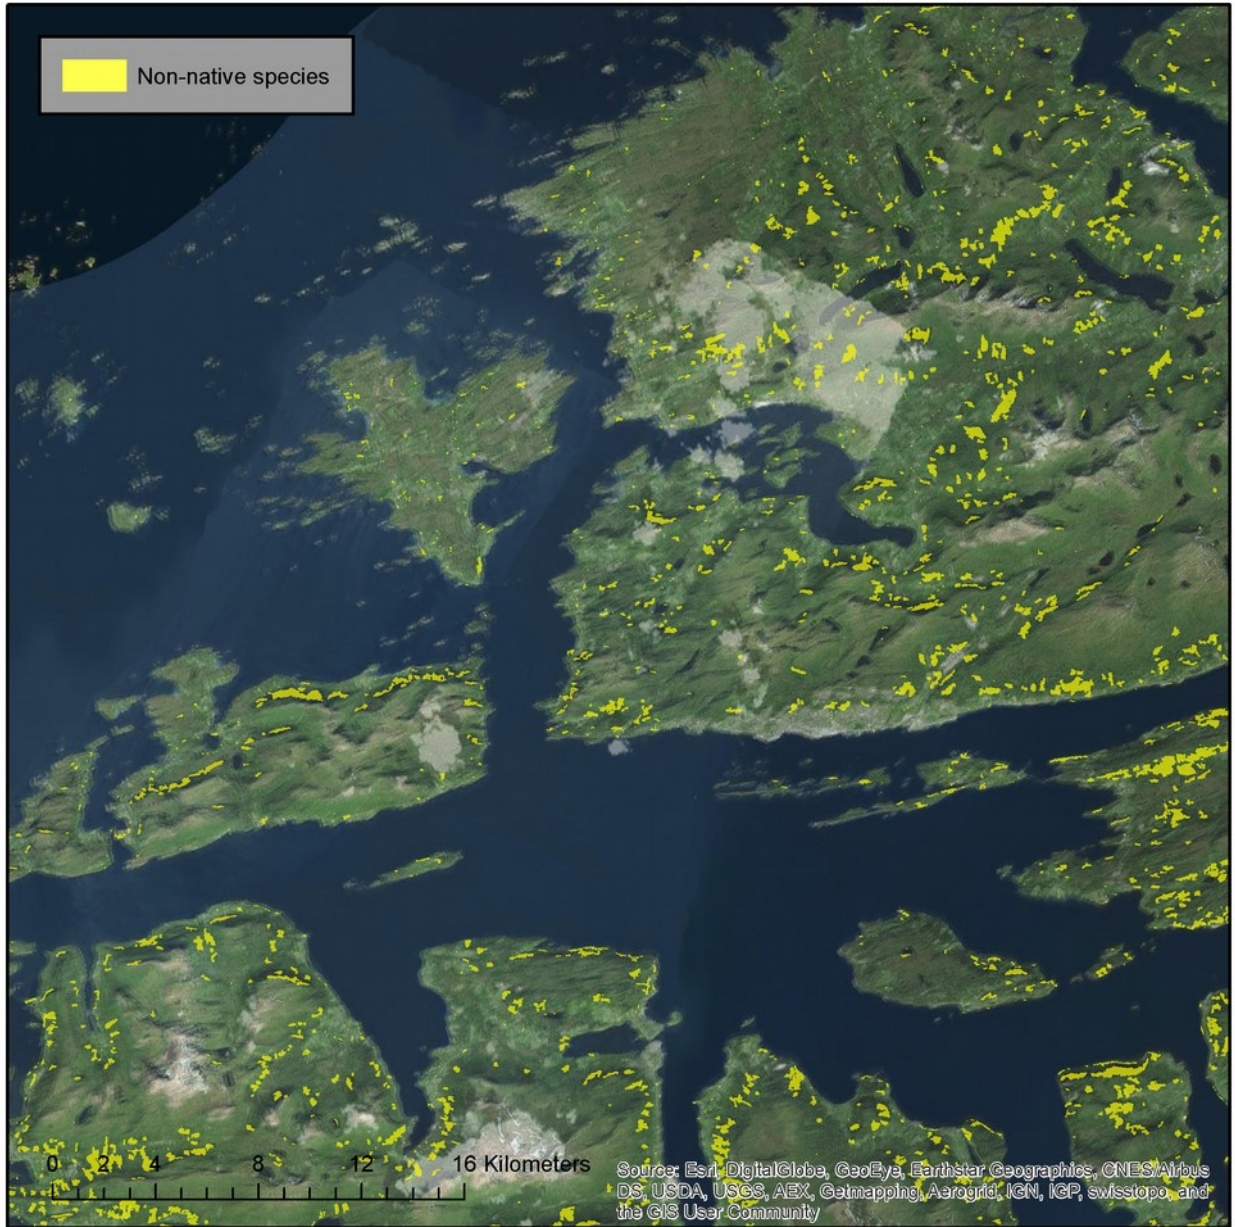 Non-native species
0 2 4 8 12 16 Kilometers
Source: Esri, DigitalGlobe, GeoEye, Earthstar Geographics, CNES/Airbus
DS, USDA, USGS, AEX, Getmapping, Aerogrid, IGN, IGP, swisstopo, and
the GIS User Community